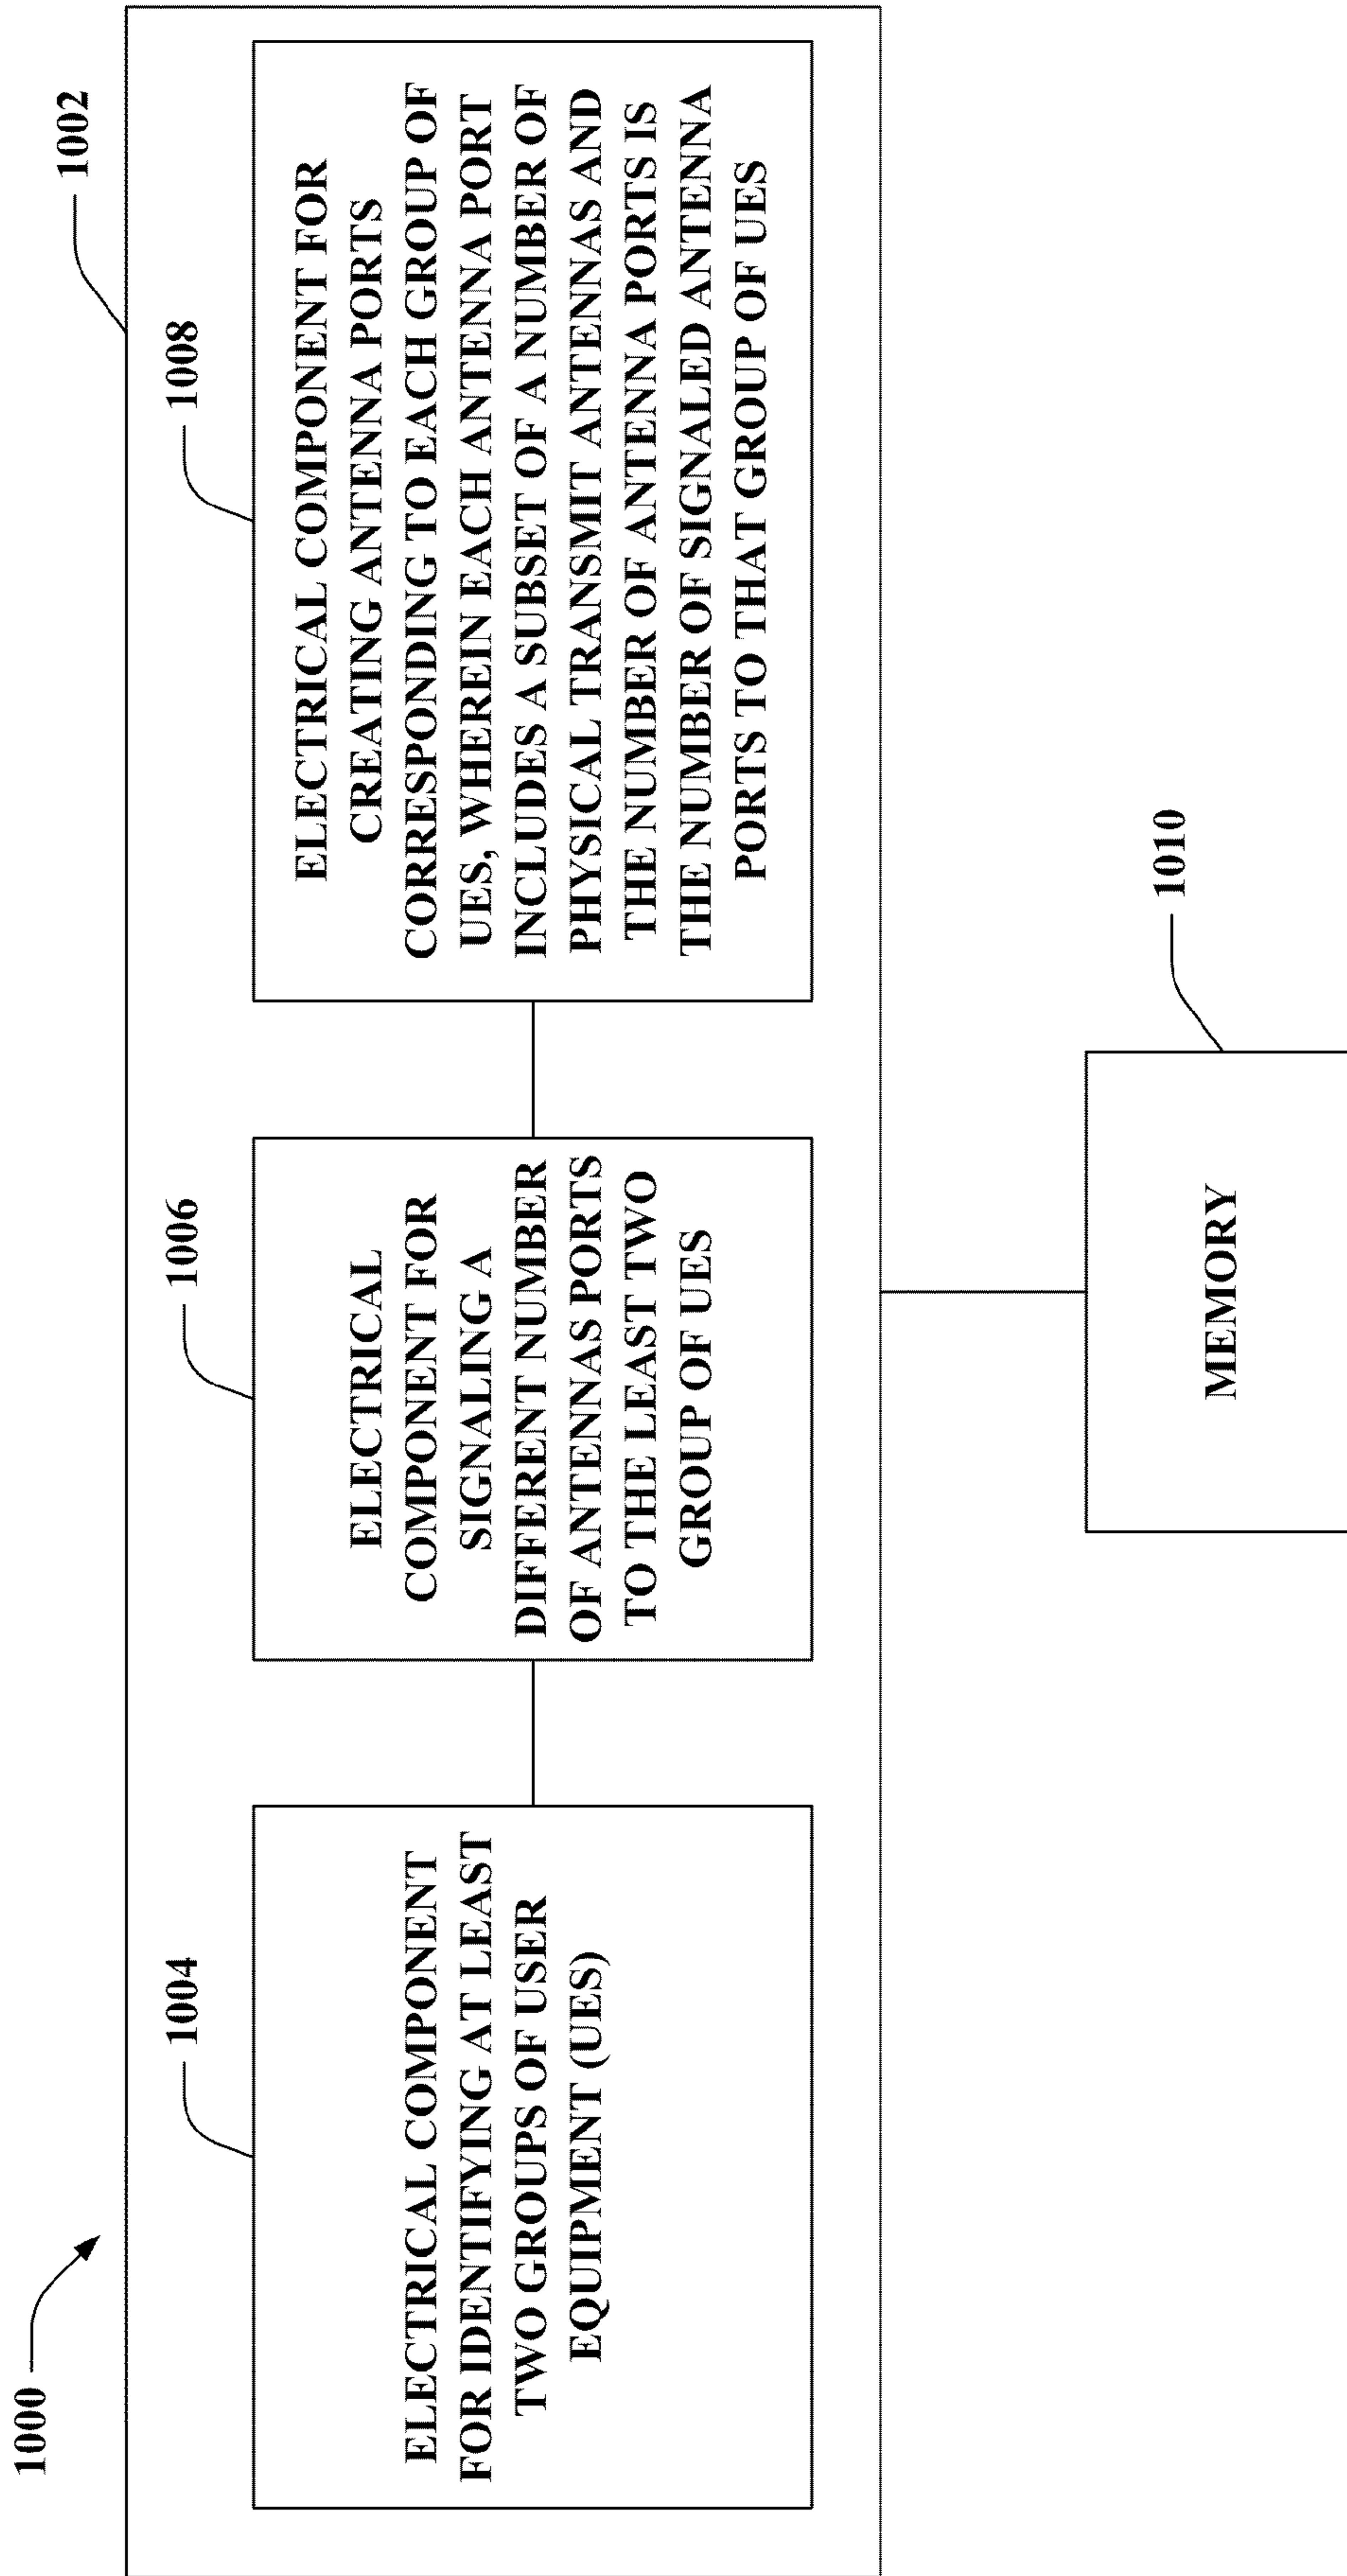 1000
1002
1004
ELECTRICAL COMPONENT
FOR IDENTIFYING AT LEAST
TWO GROUPS OF USER
EQUIPMENT (UES)
1006
ELECTRICAL
COMPONENT FOR
SIGNALING A
DIFFERENT NUMBER
OF ANTENNAS PORTS
TO THE LEAST TWO
GROUP OF UES
1008
ELECTRICAL COMPONENT FOR
CREATING ANTENNA PORTS
CORRESPONDING TO EACH GROUP OF
UES, WHEREIN EACH ANTENNA PORT
INCLUDES A SUBSET OF A NUMBER OF
PHYSICAL TRANSMIT ANTENNAS AND
THE NUMBER OF ANTENNA PORTS IS
THE NUMBER OF SIGNALED ANTENNA
PORTS TO THAT GROUP OF UES
1010
MEMORY